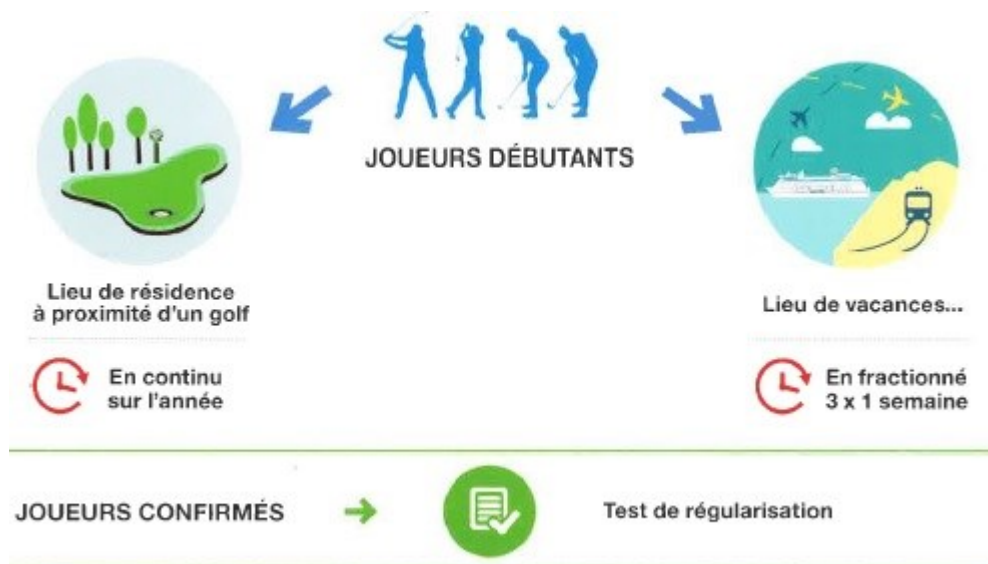 JOUEURS DÉBUTANTS
Lieu de résidence
à proximité d'un golf
En continu
sur l'année
Lieu de vacances...
En fractionné
3 x 1 semaine
JOUEURS CONFIRMÉS
Test de régularisation